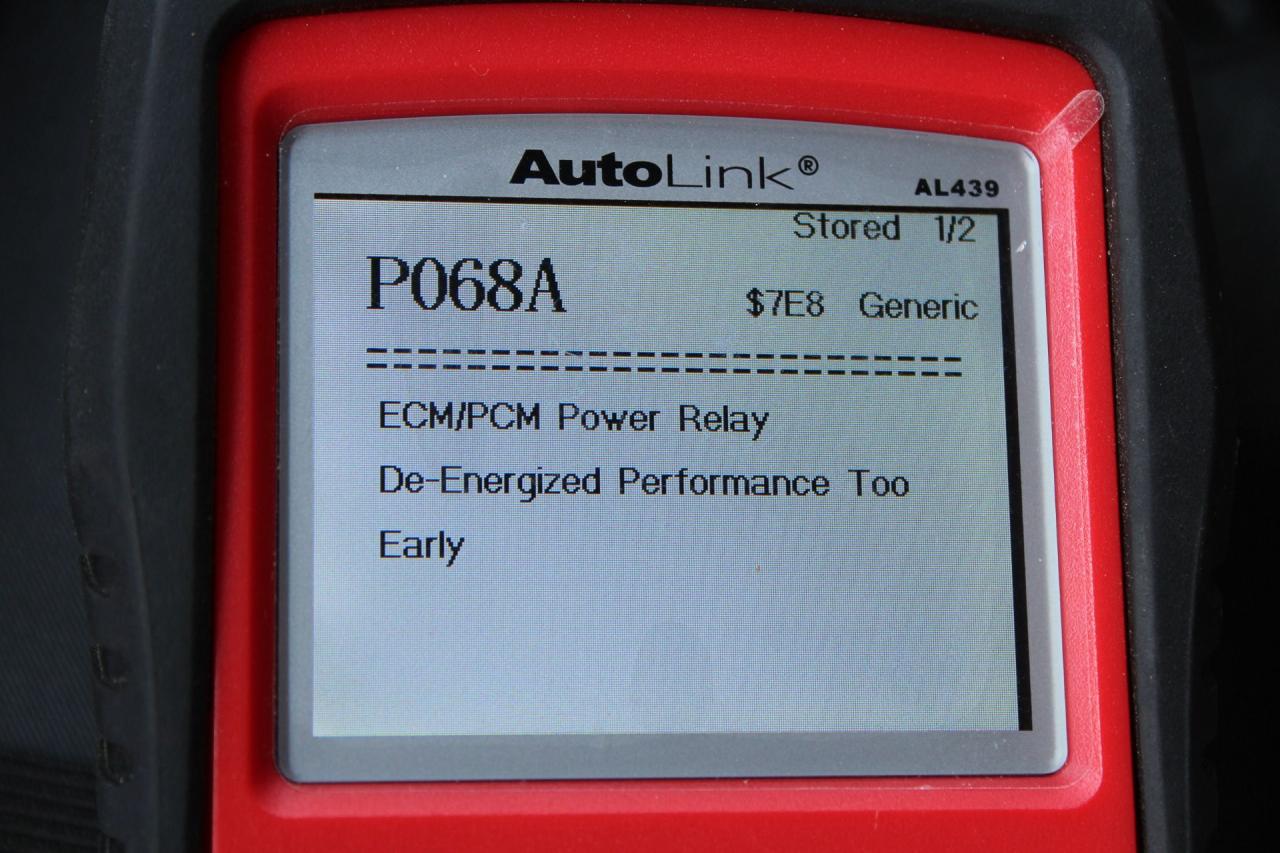 AutoLink®
AL439
Stored 1/2
P068A
$7E8 Generic
====================
ECM/PCM Power Relay
De-Energized Performance Too
Early